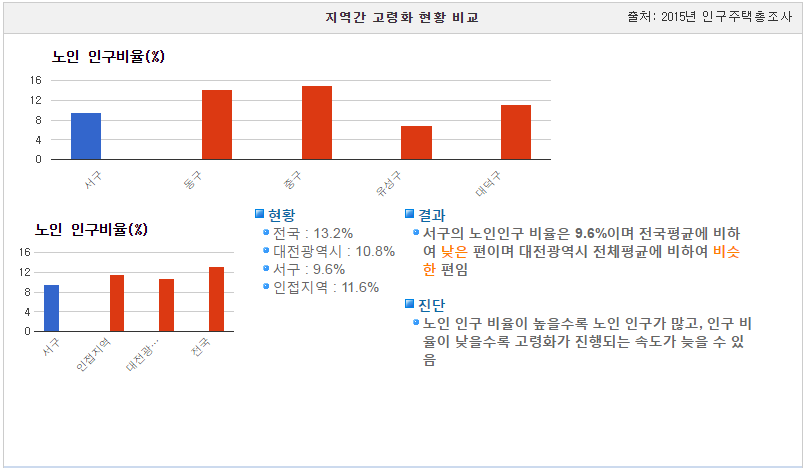 지역간 고령화 현황 비교
출처: 2015년 인구주택총조사
노인 인구비율(%)
16
12
8
4
0
서구
동구
중구
유성구
대덕구
노인 인구비율(%)
16
12
8
4
0
서구
인접지역
대전광…
전국
현황
전국 : 13.2%
대전광역시 : 10.8%
서구 : 9.6%
인접지역 : 11.6%
결과
서구의 노인인구 비율은 9.6%이며 전국평균에 비하
여 낮은 편이며 대전광역시 전체평균에 비하여 비슷
한 편임
진단
노인 인구 비율이 높을수록 노인 인구가 많고, 인구 비
율이 낮을수록 고령화가 진행되는 속도가 늦을 수 있
음